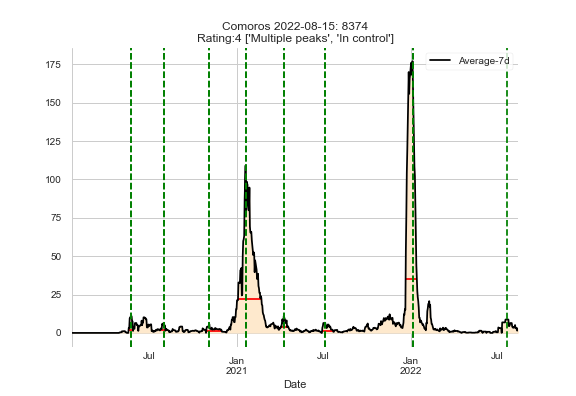 Comoros 2022-08-15: 8374
Rating:4 ['Multiple peaks', 'In control']
Average-7d
175
150
125
100
75
50
25
0
Jul
Jan
2021
Jul
Jan
2022
Jul
Date